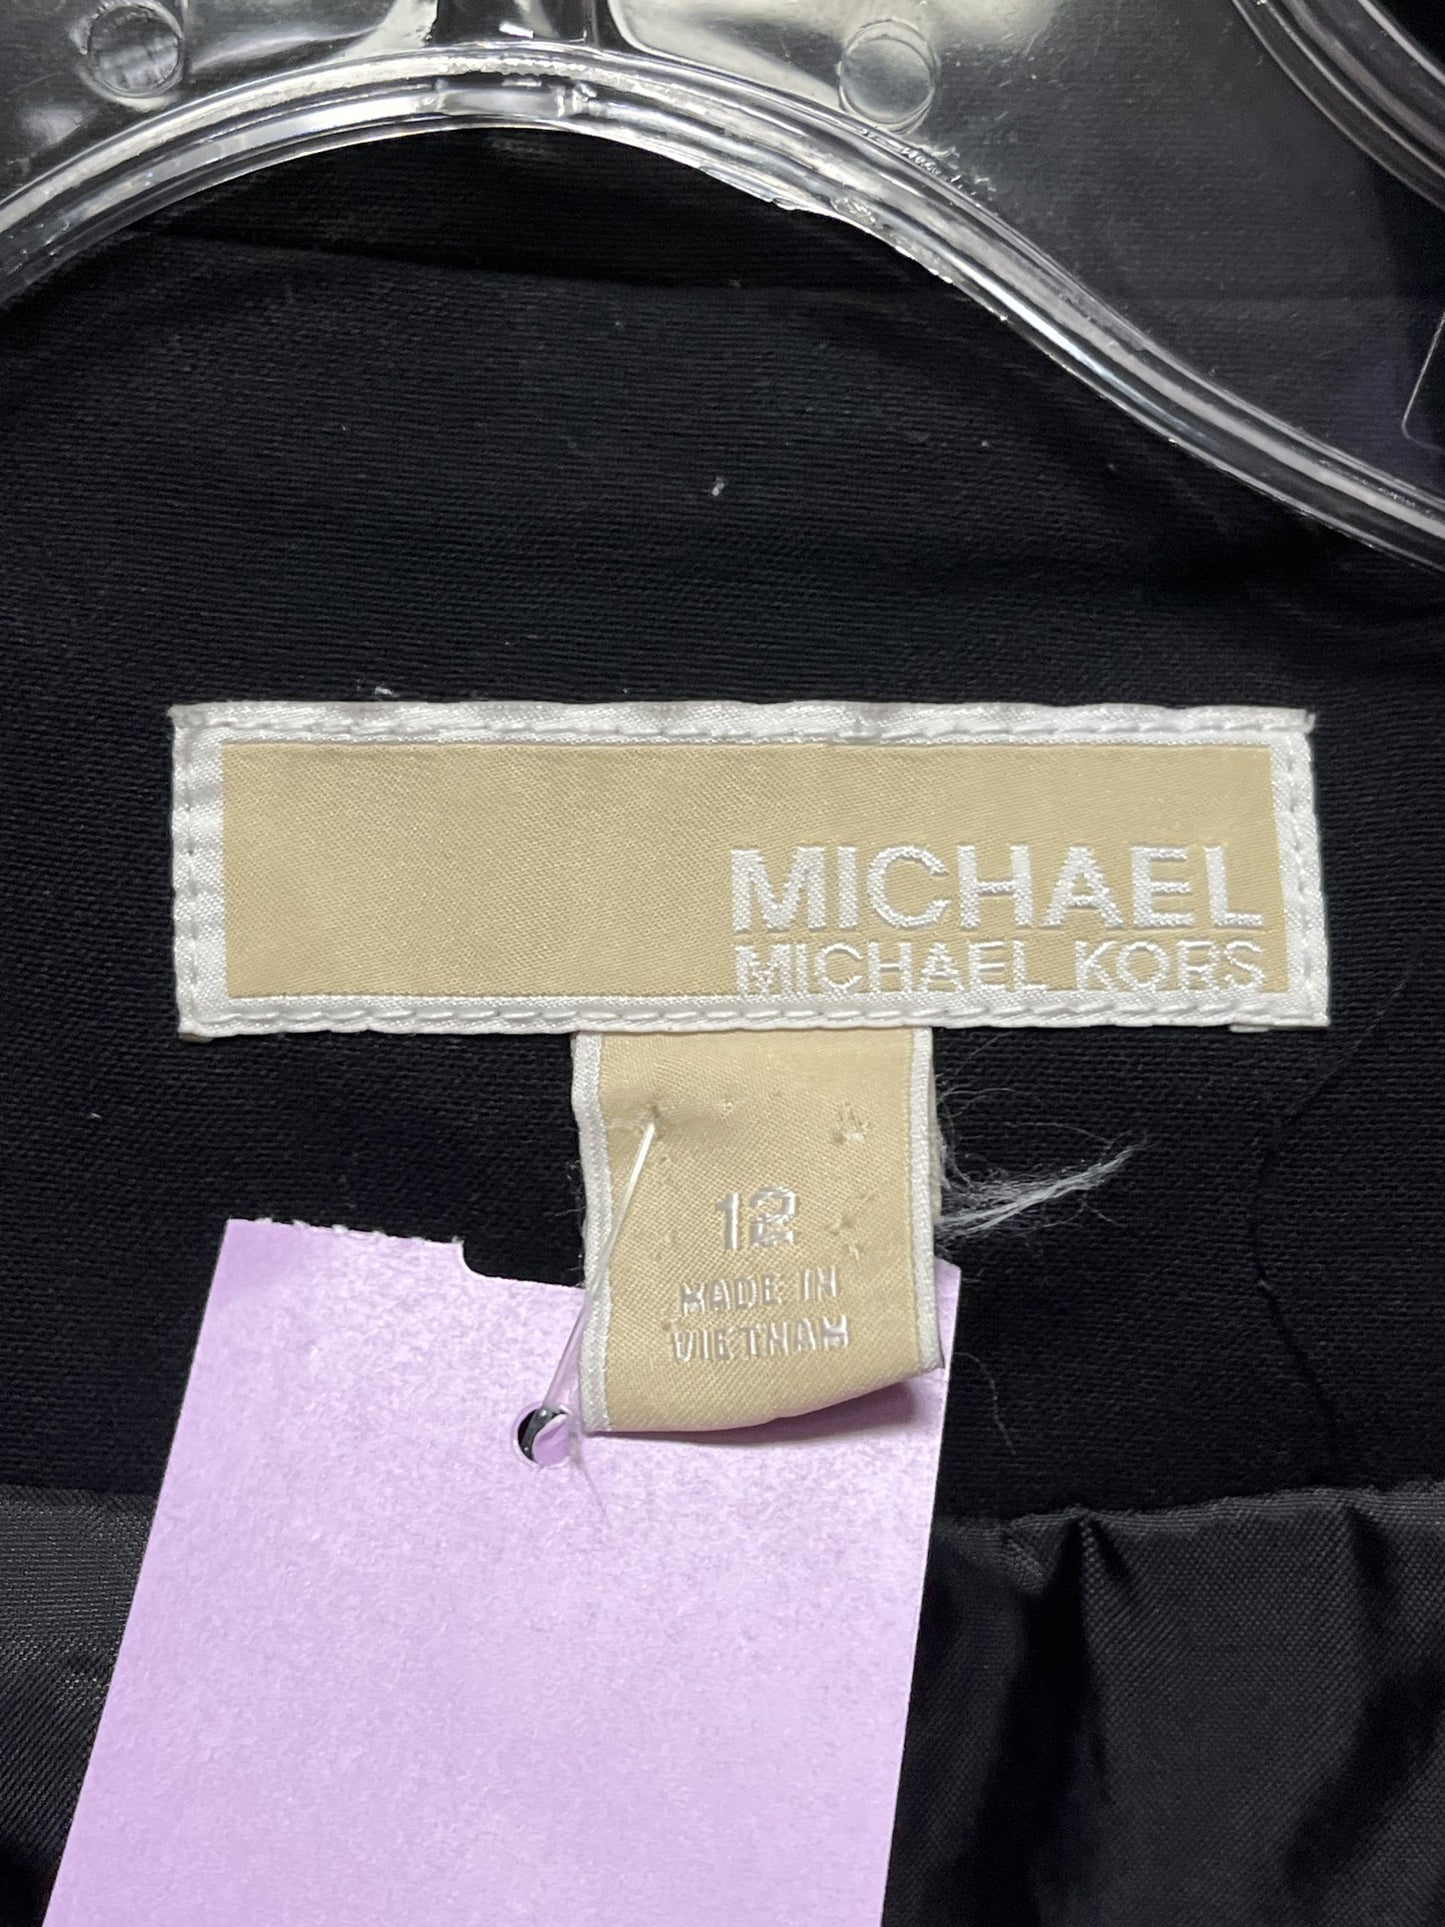 MICHAEL
MICHAEL KORS
12
MADE IN
VIETNAM